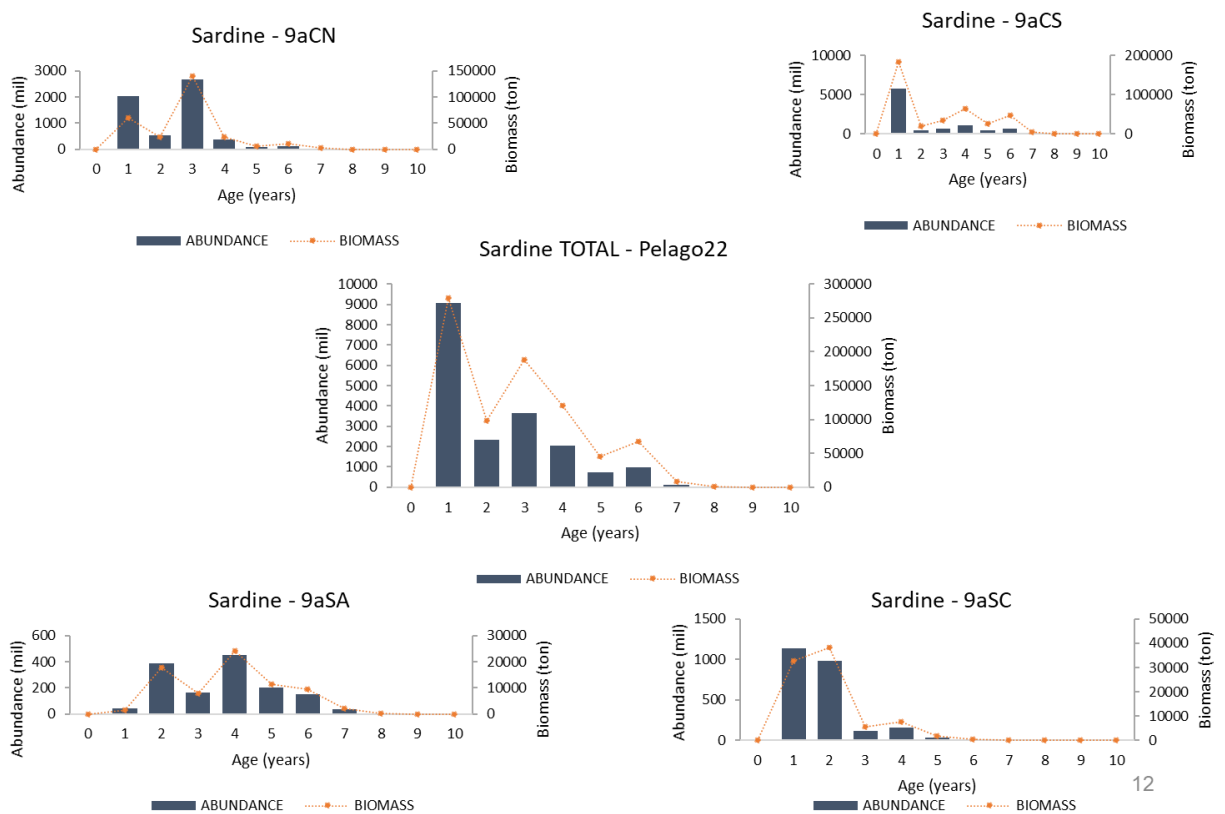 Sardine - 9aCN
3000
2000
1000
0
150000
100000
50000
0
Abundance (mil)
Biomass (ton)
0 1 2 3 4 5 6 7 8 9 10
Age (years)
ABUNDANCE BIOMASS
Sardine - 9aCS
10000
5000
0
200000
100000
0
Abundance (mil)
Biomass (ton)
0 1 2 3 4 5 6 7 8 9 10
Age (years)
ABUNDANCE BIOMASS
Sardine TOTAL - Pelago22
10000
9000
8000
7000
6000
5000
4000
3000
2000
1000
0
300000
250000
200000
150000
100000
50000
0
Abundance (mil)
Biomass (ton)
0 1 2 3 4 5 6 7 8 9 10
Age (years)
ABUNDANCE BIOMASS
Sardine - 9aSA
600
400
200
0
30000
20000
10000
0
Abundance (mil)
Biomass (ton)
0 1 2 3 4 5 6 7 8 9 10
Age (years)
ABUNDANCE BIOMASS
Sardine - 9aSC
1500
1000
500
0
50000
40000
30000
20000
10000
0
Abundance (mil)
Biomass (ton)
0 1 2 3 4 5 6 7 8 9 10
Age (years)
ABUNDANCE BIOMASS
12